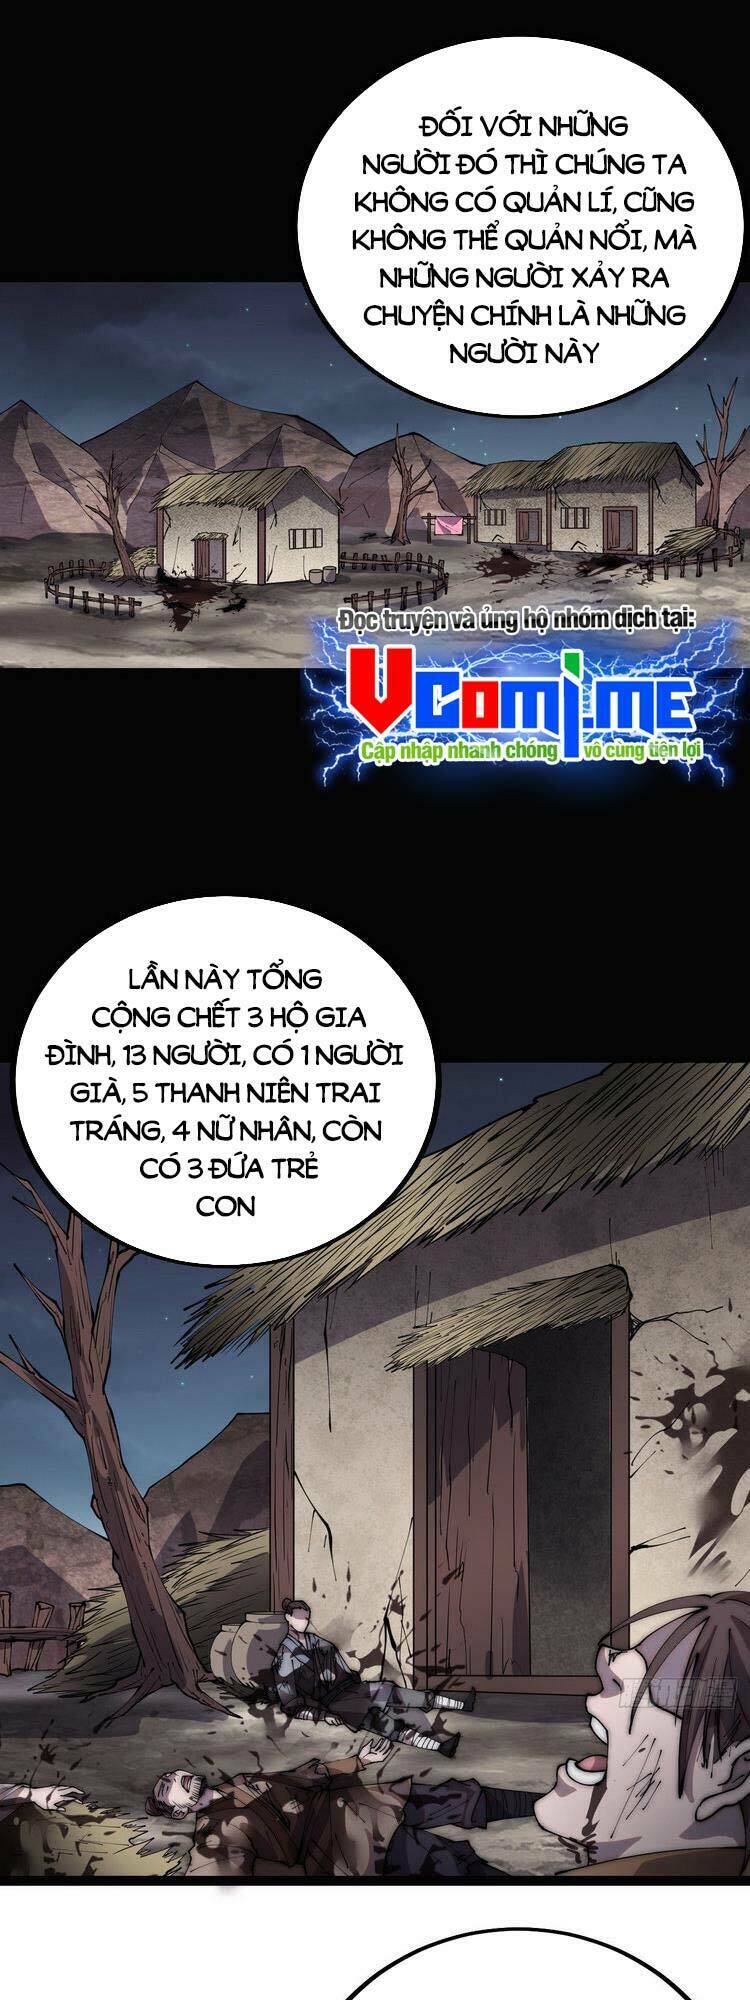 ĐỐI VỚI NHỮNG
NGƯỜI ĐÓ THÌ CHÚNG TA
KHÔNG CÓ QUẢN LÍ, CŨNG
KHÔNG THỂ QUẢN NỔI, MÀ
NHỮNG NGƯỜI XẢY RA
CHUYỆN CHÍNH LÀ NHỮNG
NGƯỜI NÀY
Đọc truyện và ủng hộ nhóm dịch tại:
VComi.me
Cập nhập nhanh chóng vô cùng tiện lợi
LẦN NÀY TỔNG
CỘNG CHẾT 3 HỘ GIA
ĐÌNH, 13 NGƯỜI, CÓ 1 NGƯỜI
GIÀ, 5 THANH NIÊN TRAI
TRÁNG, 4 NỮ NHÂN, CÒN
CÓ 3 ĐỨA TRẺ
CON